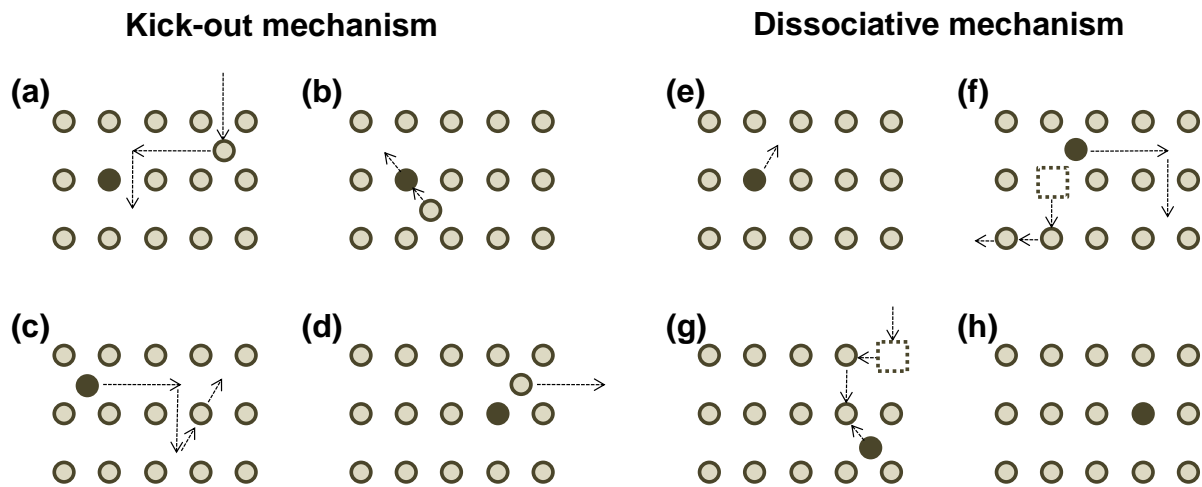 Kick-out mechanism
Dissociative mechanism
(a)
(b)
(e)
(f)
(c)
(d)
(g)
(h)